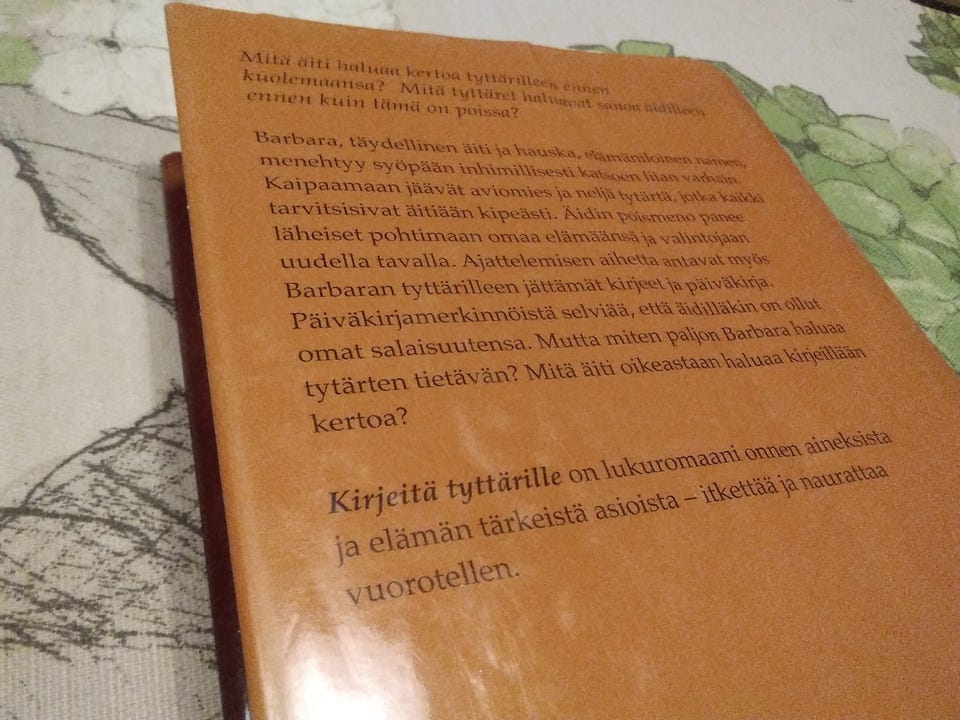 Mitä äiti haluaa kertoa tyttärilleen ennen
kuolemaansa? Mitä tyttäret haluavat sanoa äidilleen
ennen kuin tämä on poissa?
Barbara, täydellinen äiti ja hauska, elämäniloinen nainen,
menehtyy syöpään inhimillisesti katsoen liian varhain.
Kaipaamaan jäävät aviomies ja neljä tytärtä, jotka kaikki
tarvitsisivat äitiään kipeästi. Äidin poismeno panee
läheiset pohtimaan omaa elämäänsä ja valintojaan
uudella tavalla. Ajattelemisen aihetta antavat myös
Barbaran tyttärilleen jättämät kirjeet ja päiväkirja.
Päiväkirjamerkinnöistä selviää, että äidilläkin on ollut
omat salaisuutensa. Mutta miten paljon Barbara haluaa
tytärten tietävän? Mitä äiti oikeastaan haluaa kirjeillään
kertoa?
Kirjeitä tyttärille on lukuromaani onnen aineksista
ja elämän tärkeistä asioista – itkettää ja naurattaa
vuorotellen.